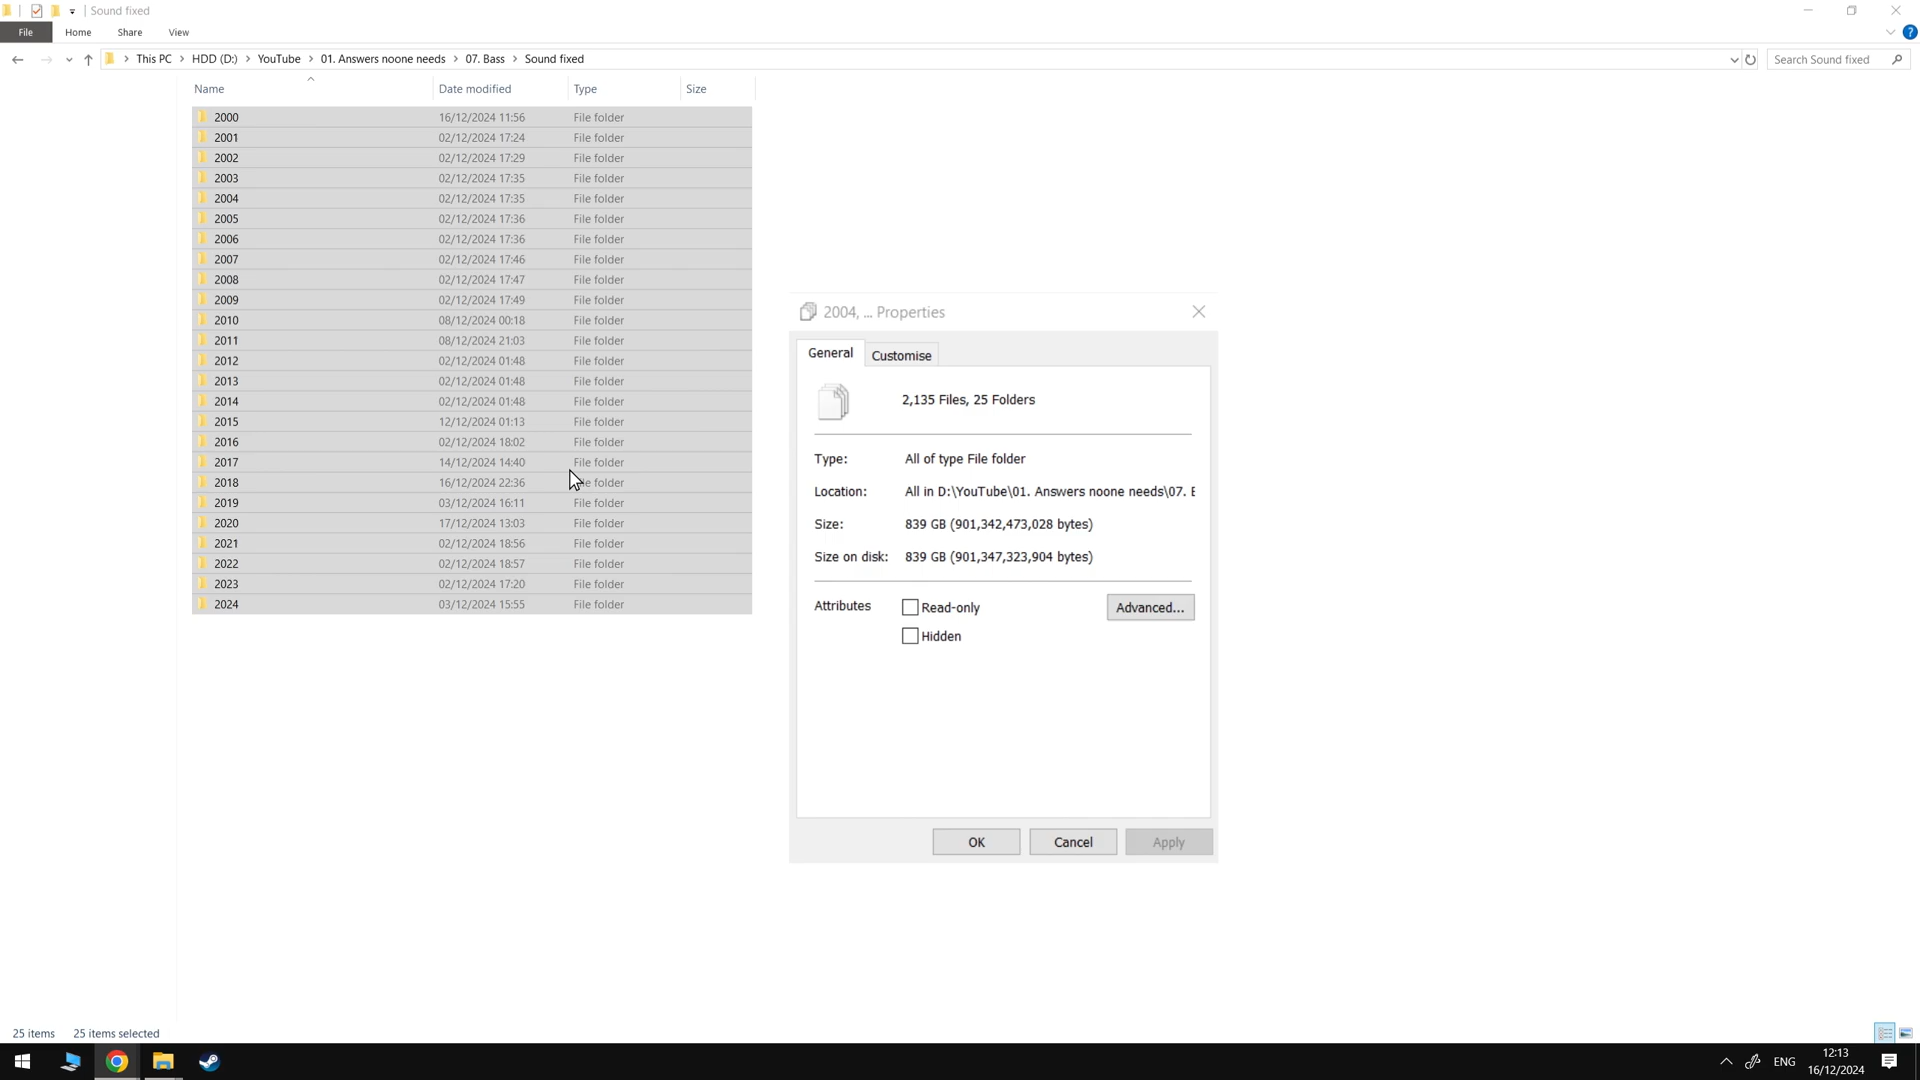 Sound fixed
File Home Share View
This PC > HDD (D:) > YouTube > 01. Answers noone needs > 07. Bass > Sound fixed
Search Sound fixed
Name Date modified Type Size
2000 16/12/2024 11:56 File folder
2001 02/12/2024 17:24 File folder
2002 02/12/2024 17:29 File folder
2003 02/12/2024 17:35 File folder
2004 02/12/2024 17:35 File folder
2005 02/12/2024 17:36 File folder
2006 02/12/2024 17:36 File folder
2007 02/12/2024 17:46 File folder
2008 02/12/2024 17:47 File folder
2009 02/12/2024 17:49 File folder
2010 08/12/2024 00:18 File folder
2011 08/12/2024 21:03 File folder
2012 02/12/2024 01:48 File folder
2013 02/12/2024 01:48 File folder
2014 02/12/2024 01:48 File folder
2015 12/12/2024 01:13 File folder
2016 02/12/2024 18:02 File folder
2017 14/12/2024 14:40 File folder
2018 16/12/2024 22:36 File folder
2019 03/12/2024 16:11 File folder
2020 17/12/2024 13:03 File folder
2021 02/12/2024 18:56 File folder
2022 02/12/2024 18:57 File folder
2023 02/12/2024 17:20 File folder
2024 03/12/2024 15:55 File folder
2004, ... Properties
General Customise
2,135 Files, 25 Folders
Type: All of type File folder
Location: All in D:\YouTube\01. Answers noone needs\07. E
Size: 839 GB (901,342,473,028 bytes)
Size on disk: 839 GB (901,347,323,904 bytes)
Attributes Read-only Advanced...
Hidden
OK Cancel Apply
25 items 25 items selected
ENG 12:13
16/12/2024